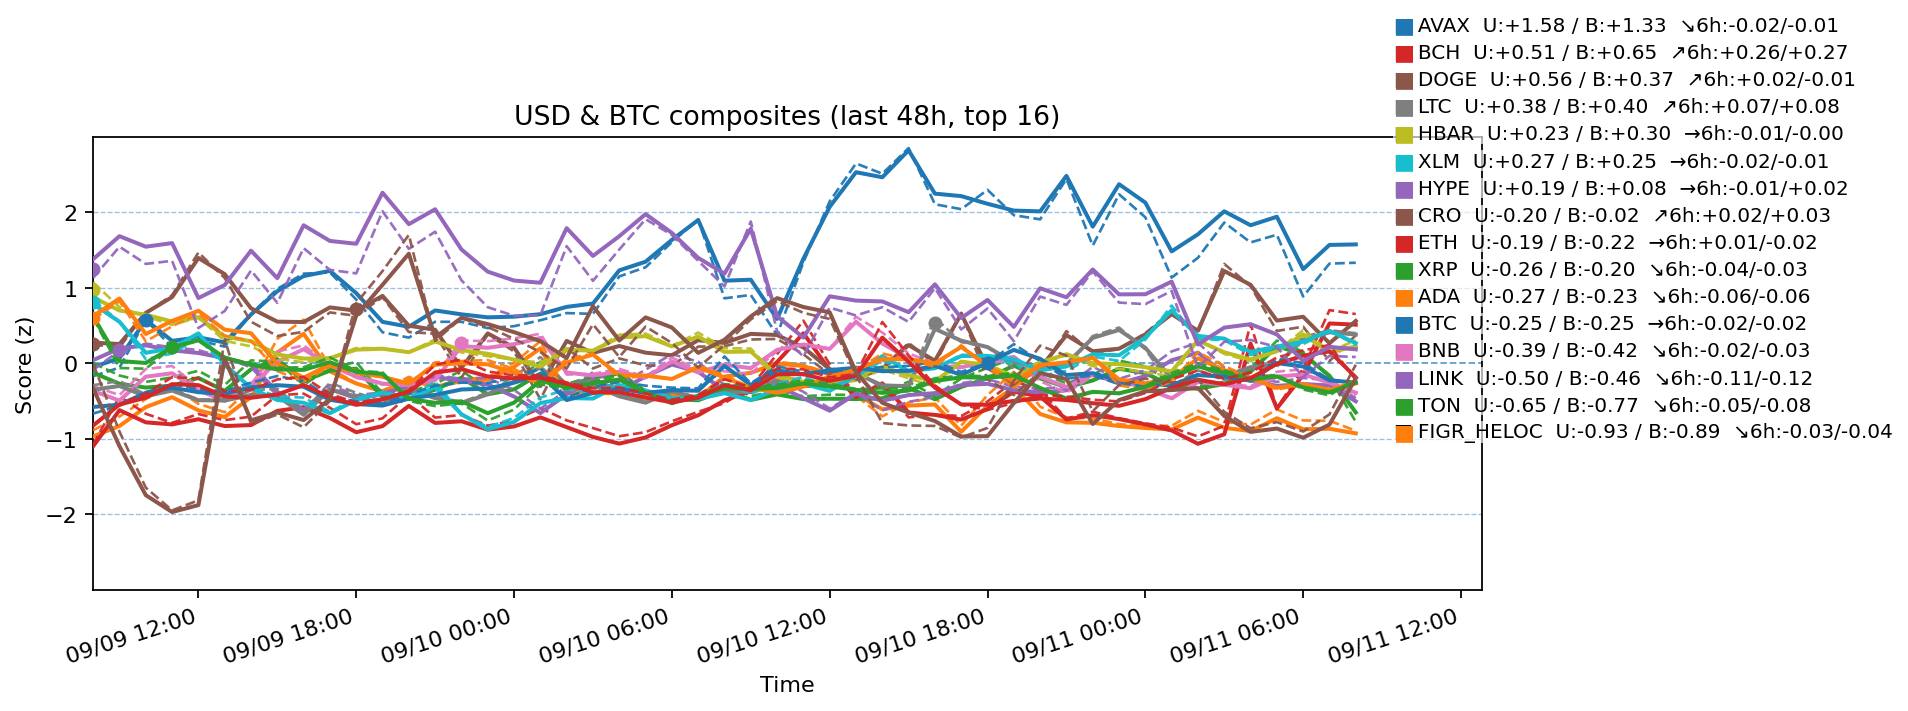 AVAX  U:+1.58 / B:+1.33  ↘6h:-0.02/-0.01
BCH  U:+0.51 / B:+0.65  ↗6h:+0.26/+0.27
DOGE  U:+0.56 / B:+0.37  ↗6h:+0.02/-0.01
LTC  U:+0.38 / B:+0.40  ↗6h:+0.07/+0.08
HBAR  U:+0.23 / B:+0.30  →6h:-0.01/-0.00
XLM  U:+0.27 / B:+0.25  →6h:-0.02/-0.01
HYPE  U:+0.19 / B:+0.08  →6h:-0.01/+0.02
CRO  U:-0.20 / B:-0.02  ↗6h:+0.02/+0.03
ETH  U:-0.19 / B:-0.22  →6h:+0.01/-0.02
XRP  U:-0.26 / B:-0.20  ↘6h:-0.04/-0.03
ADA  U:-0.27 / B:-0.23  ↘6h:-0.06/-0.06
BTC  U:-0.25 / B:-0.25  →6h:-0.02/-0.02
BNB  U:-0.39 / B:-0.42  ↘6h:-0.02/-0.03
LINK  U:-0.50 / B:-0.46  ↘6h:-0.11/-0.12
TON  U:-0.65 / B:-0.77  ↘6h:-0.05/-0.08
FIGR_HELOC  U:-0.93 / B:-0.89  ↘6h:-0.03/-0.04
USD & BTC composites (last 48h, top 16)
Score (z)
2
1
0
−1
−2
09/09 12:00
09/09 18:00
09/10 00:00
09/10 06:00
09/10 12:00
09/10 18:00
09/11 00:00
09/11 06:00
09/11 12:00
Time